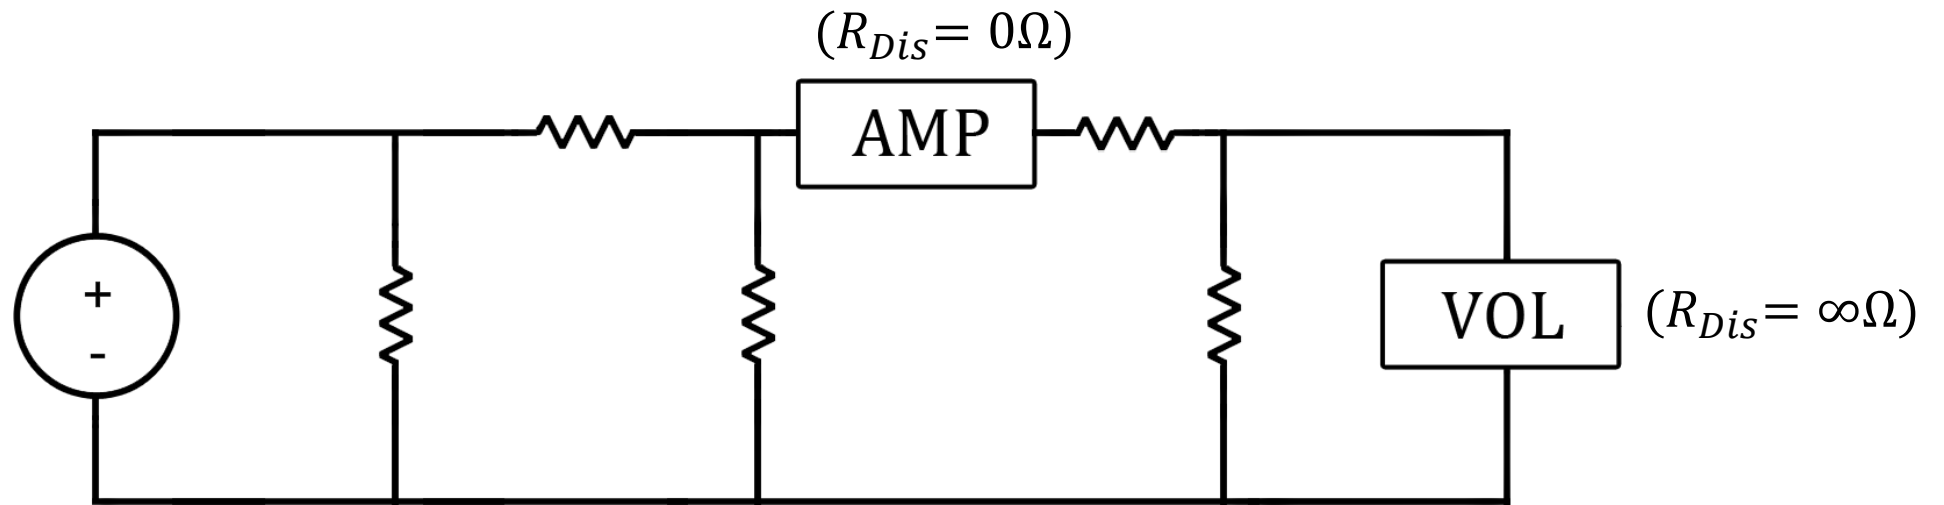 (R_Dis = 0Ω)
AMP
+
-
VOL
(R_Dis = ∞Ω)